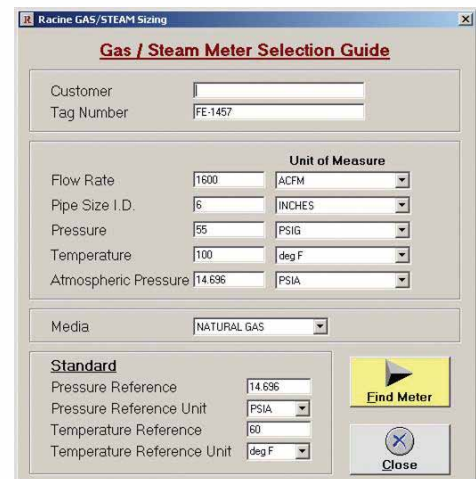 R Racine GAS/STEAM Sizing
Gas / Steam Meter Selection Guide
Customer
Tag Number FE-1457
Unit of Measure
Flow Rate 1600 ACFM
Pipe Size I.D. 6 INCHES
Pressure 55 PSIG
Temperature 100 deg F
Atmospheric Pressure 14.696 PSIA
Media NATURAL GAS
Standard
Pressure Reference 14.696
Pressure Reference Unit PSIA
Temperature Reference 60
Temperature Reference Unit deg F
Find Meter
Close